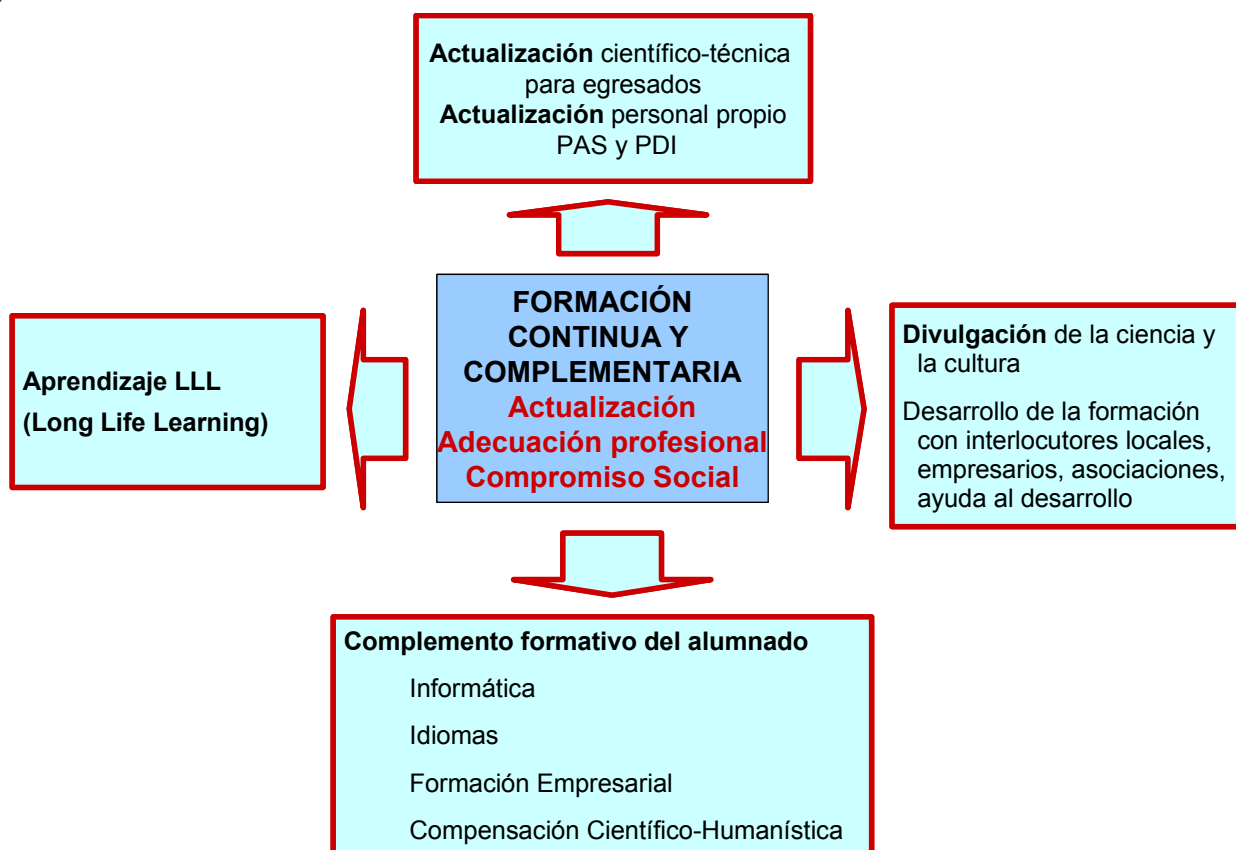 Actualización científico-técnica
para egresados
Actualización personal propio
PAS y PDI
FORMACIÓN
CONTINUA Y
COMPLEMENTARIA
Actualización
Adecuación profesional
Compromiso Social
Aprendizaje LLL
(Long Life Learning)
Divulgación de la ciencia y
la cultura
Desarrollo de la formación
con interlocutores locales,
empresarios, asociaciones,
ayuda al desarrollo
Complemento formativo del alumnado
Informática
Idiomas
Formación Empresarial
Compensación Científico-Humanística